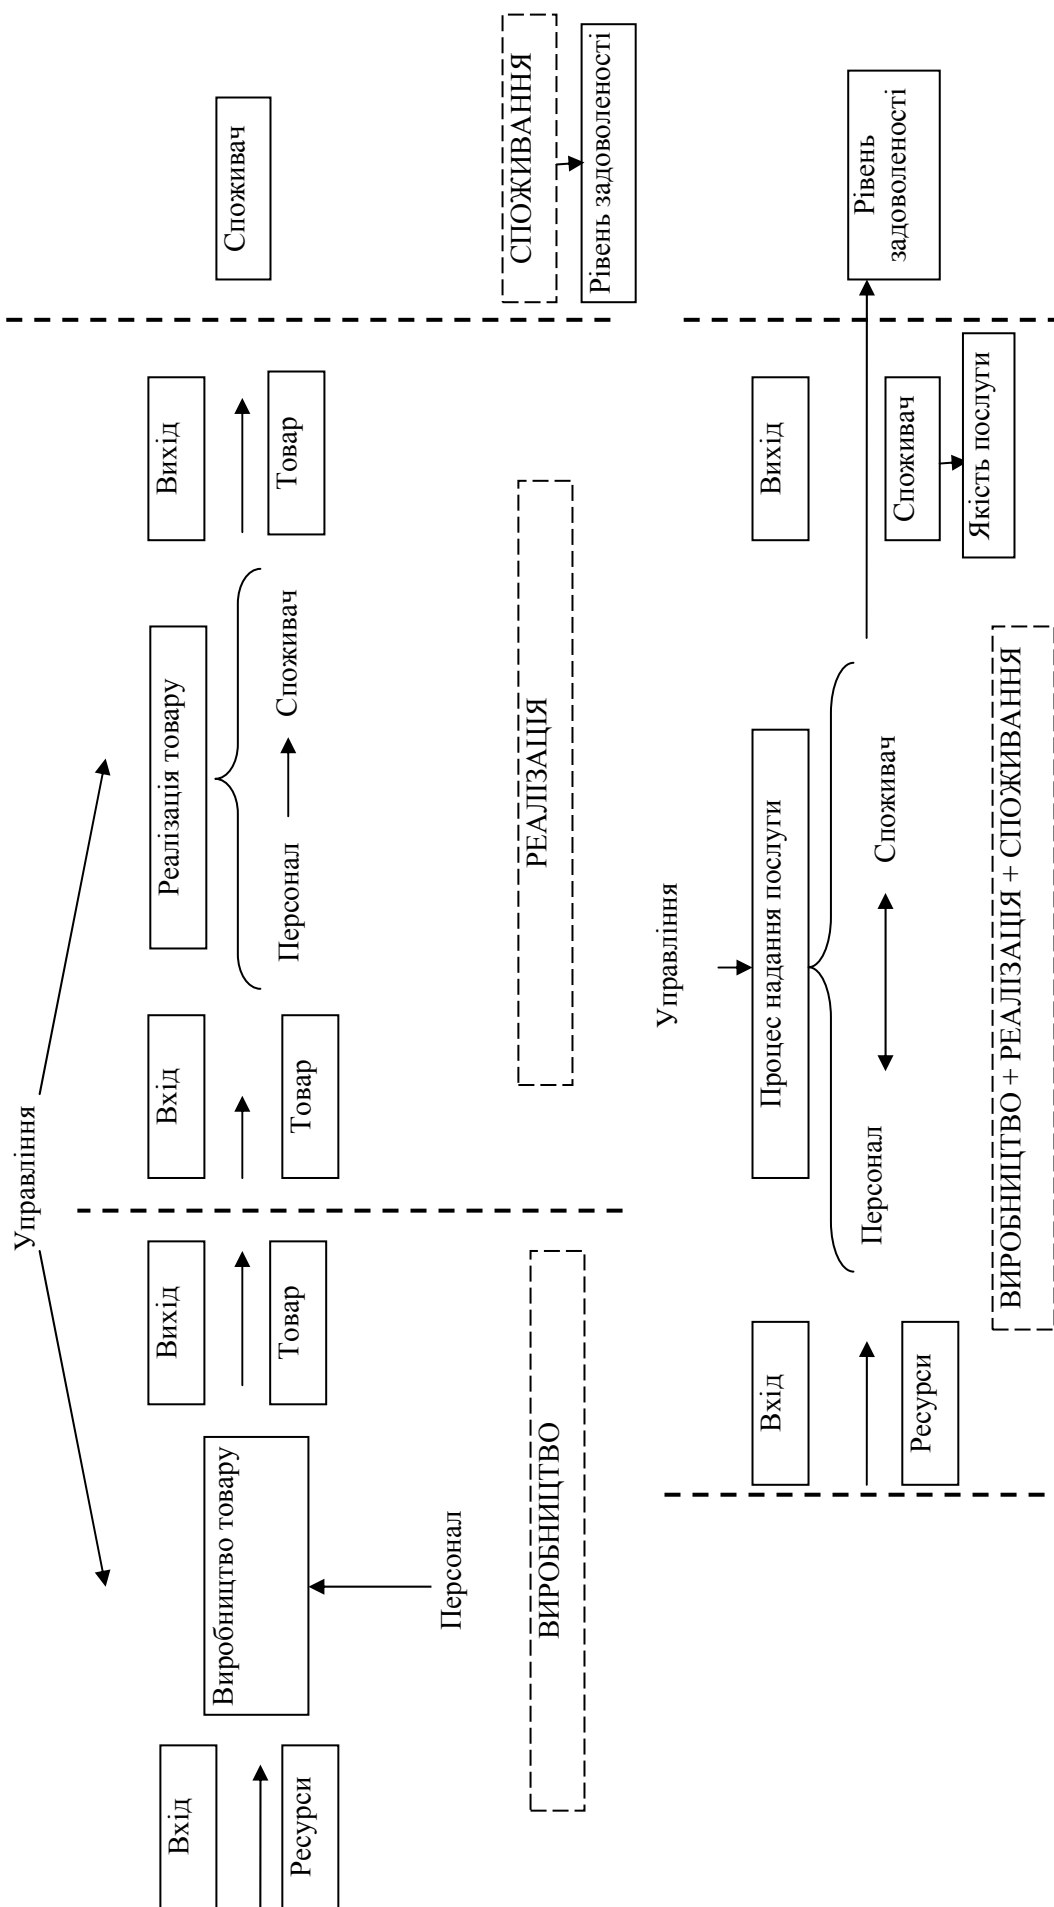 Управління
Вхід
Ресурси
Виробництво товару
Персонал
Вихід
Товар
ВИРОБНИЦТВО
Вхід
Товар
Реалізація товару
Персонал
Споживач
Вихід
Товар
РЕАЛІЗАЦІЯ
Споживач
СПОЖИВАННЯ
Рівень задоволеності
Управління
Вхід
Ресурси
Процес надання послуги
Персонал
Споживач
Вихід
Споживач
Якість послуги
Рівень
задоволеності
ВИРОБНИЦТВО + РЕАЛІЗАЦІЯ + СПОЖИВАННЯ